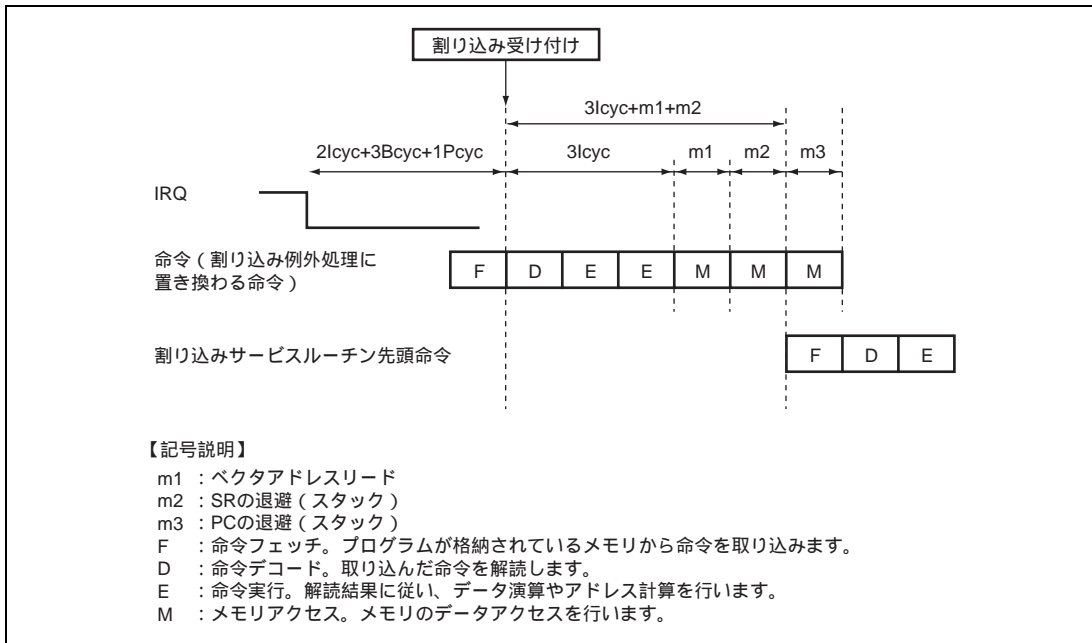 割り込み受け付け
3Icyc+m1+m2
2Icyc+3Bcyc+1Pcyc 3Icyc m1 m2 m3
IRQ
命令（割り込み例外処理に
置き換わる命令）
F D E E M M M
割り込みサービスルーチン先頭命令 F D E
【記号説明】
m1 ：ベクタアドレスリード
m2 ：SRの退避（スタック）
m3 ：PCの退避（スタック）
F ：命令フェッチ。プログラムが格納されているメモリから命令を取り込みます。
D ：命令デコード。取り込んだ命令を解読します。
E ：命令実行。解読結果に従い、データ演算やアドレス計算を行います。
M ：メモリアクセス。メモリのデータアクセスを行います。